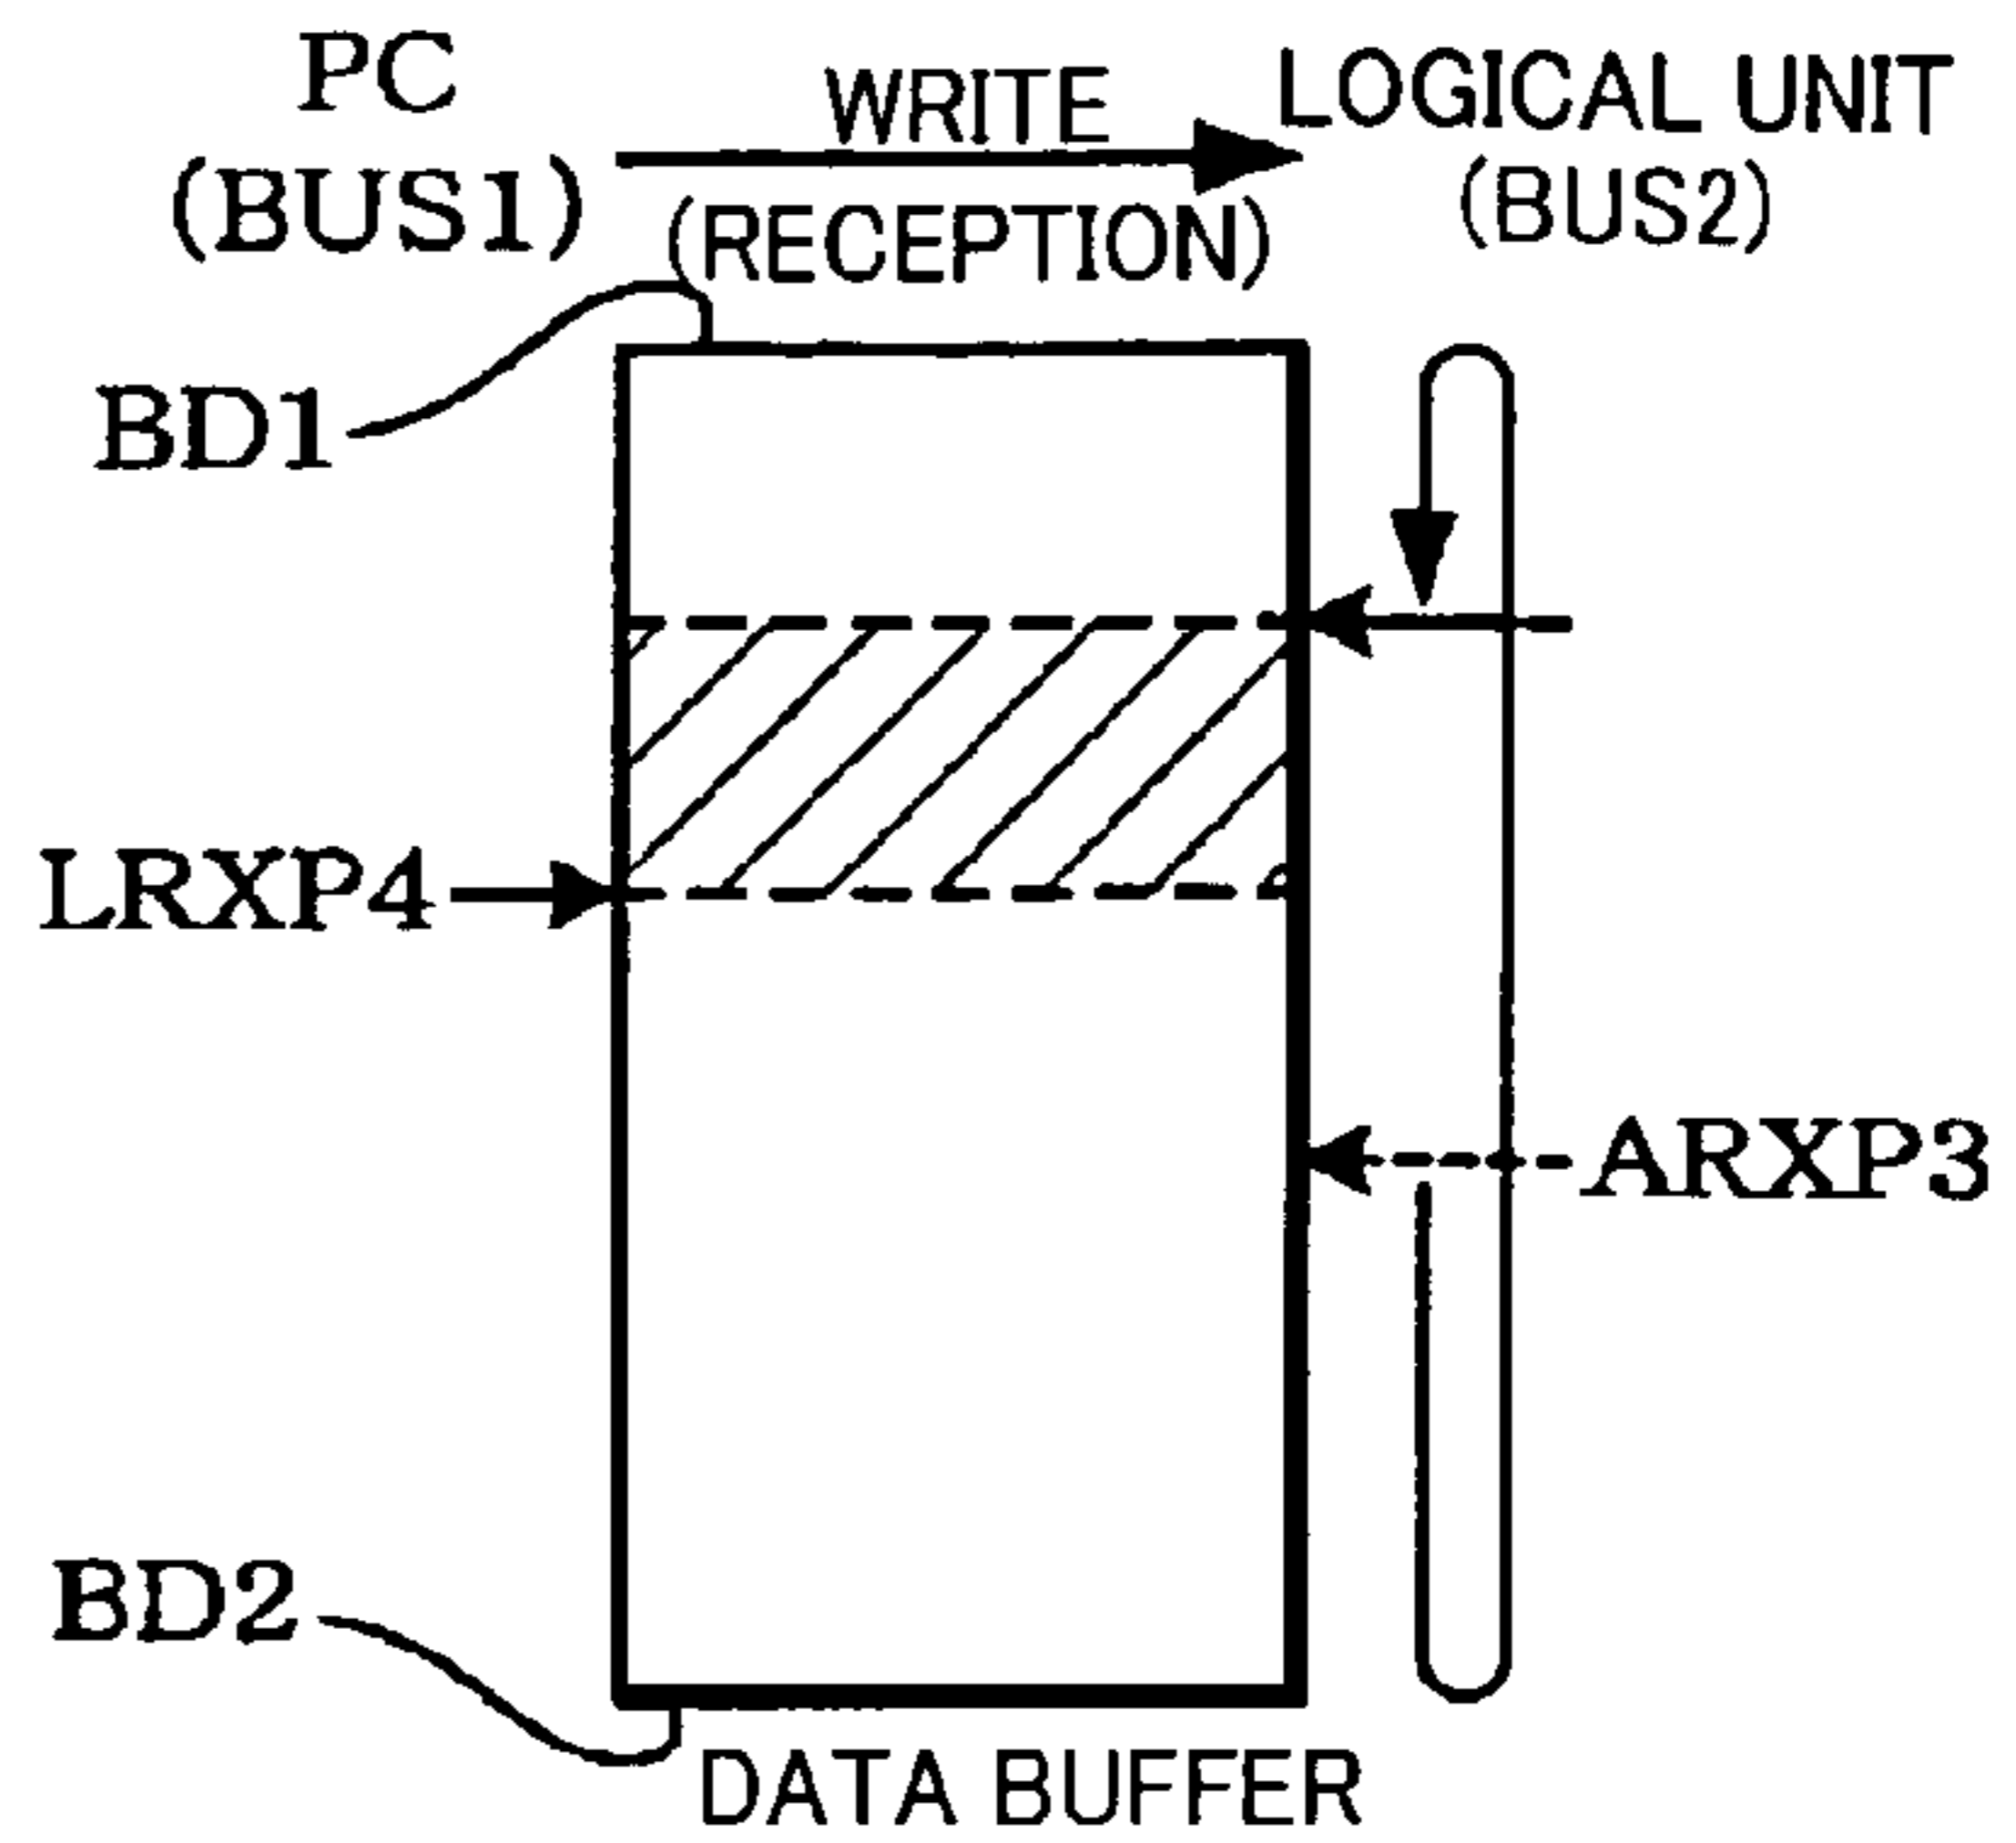 PC
(BUS1)
WRITE
(RECEPTION)
LOGICAL UNIT
(BUS2)
BD1
LRXP4
ARXP3
BD2
DATA BUFFER